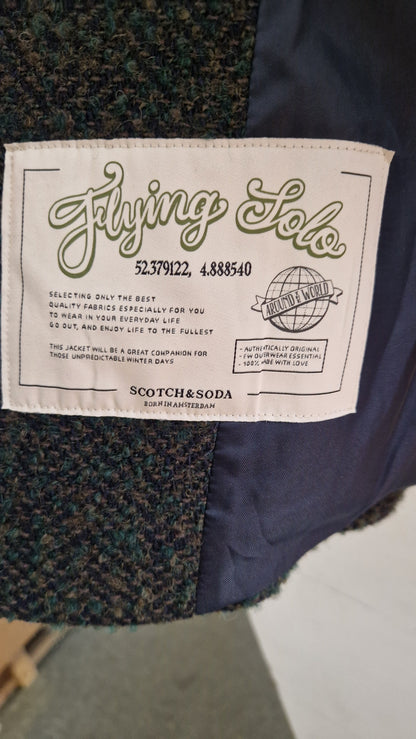 Flying Solo
52.379122, 4.888540
SELECTING ONLY THE BEST
QUALITY FABRICS ESPECIALLY FOR YOU
TO WEAR IN YOUR EVERYDAY LIFE
GO OUT, AND ENJOY LIFE TO THE FULLEST
THIS JACKET WILL BE A GREAT COMPANION FOR
THOSE UNPREDICTABLE WINTER DAYS
AROUND THE WORLD
- AUTHENTICALLY ORIGINAL
- FW OUTERWEAR ESSENTIAL
- 100% MADE WITH LOVE
SCOTCH&SODA
BORN IN AMSTERDAM